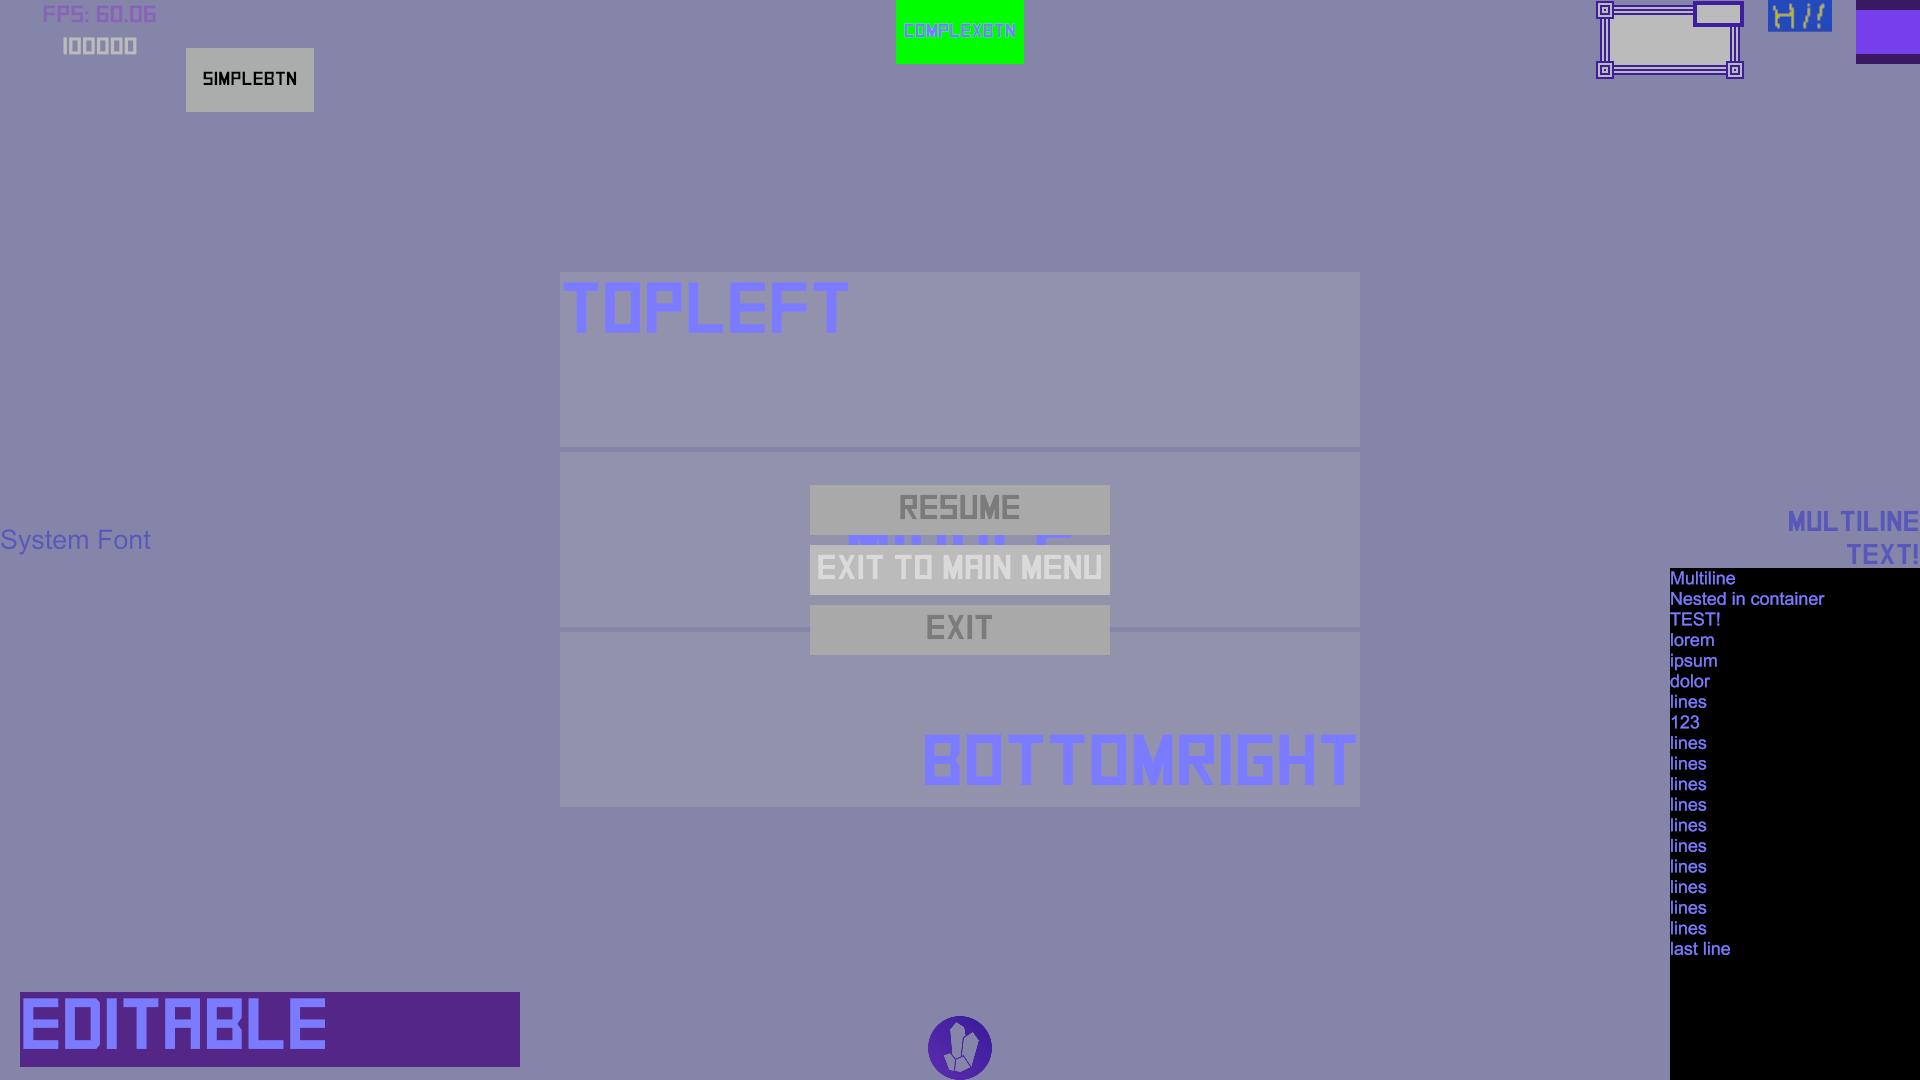 FPS: 60.06
100000
SIMPLEBTN
COMPLEXBTN
Hi!
TOPLEFT
RESUME
EXIT TO MAIN MENU
EXIT
BOTTOMRIGHT
System Font
MULTILINE
TEXT!
Multiline
Nested in container
TEST!
lorem
ipsum
dolor
lines
123
lines
lines
lines
lines
lines
lines
lines
lines
lines
lines
last line
EDITABLE